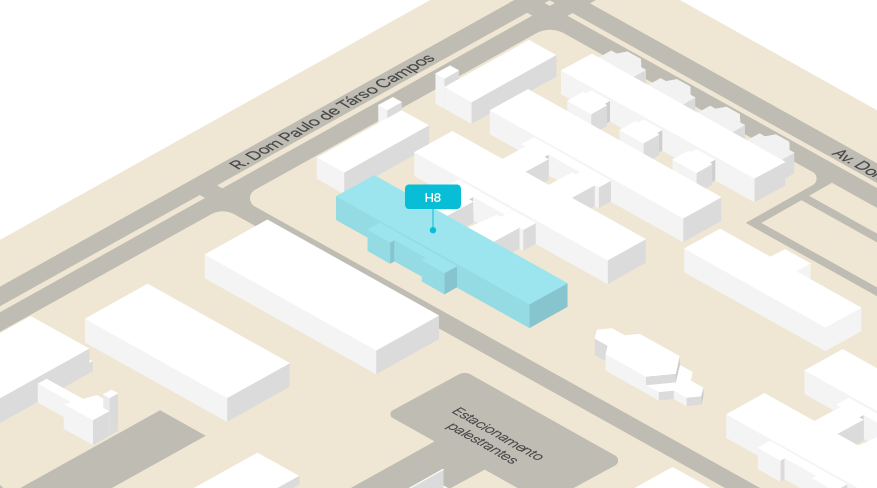 R. Dom Paulo de Társo Campos
Av. Do
H8
Estacionamento
palestrantes